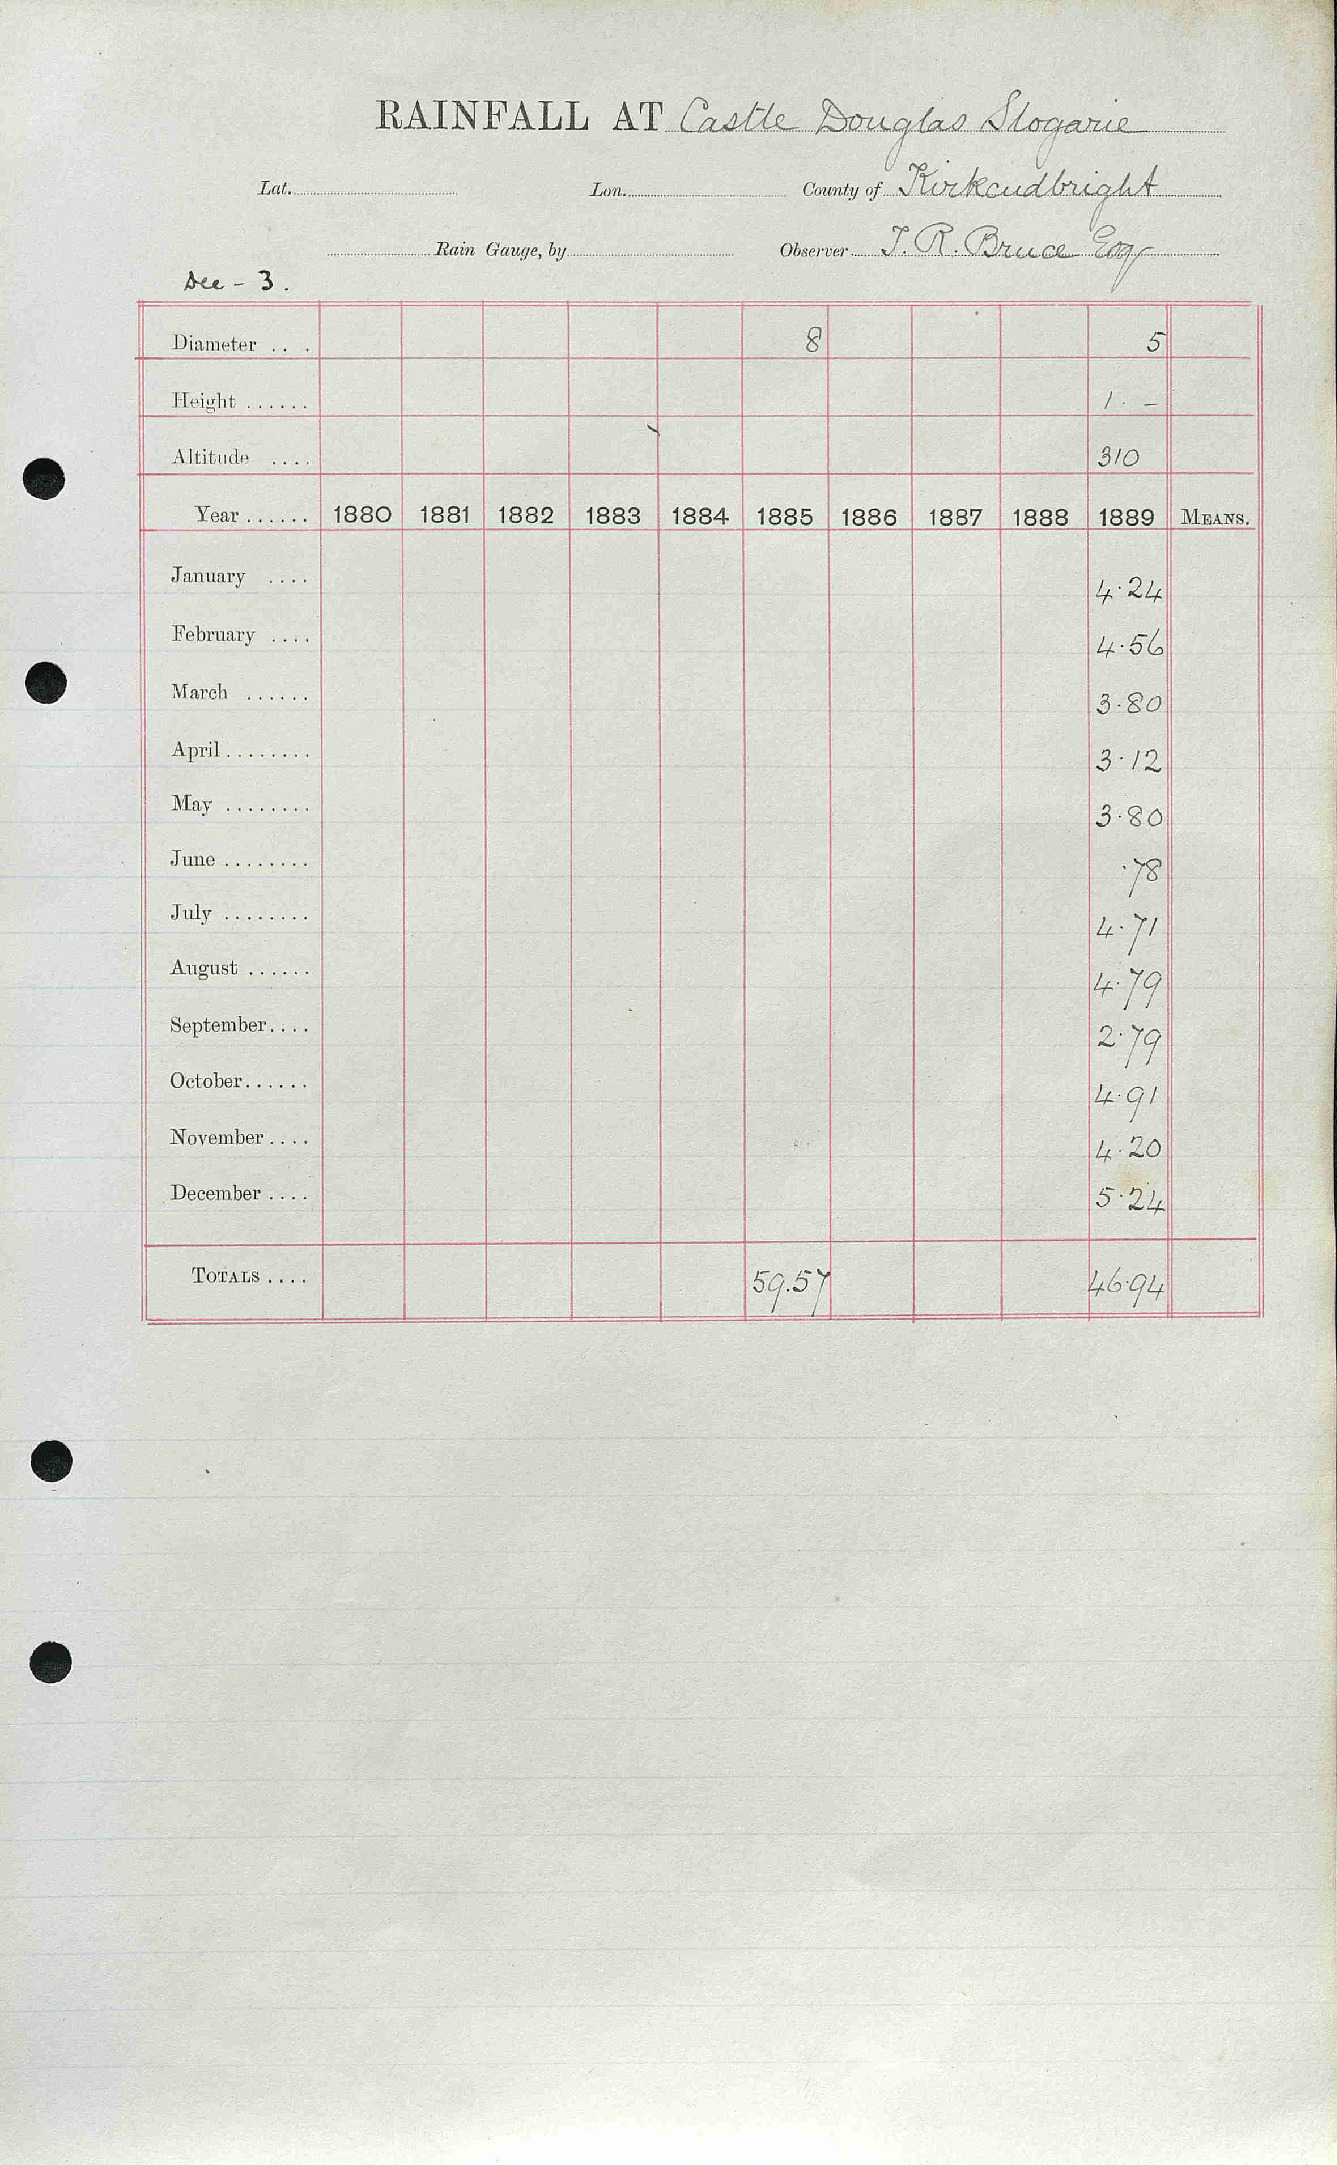 RAINFALL AT Castle Douglas Slogarie
Lat. Lon. County of Kirkcudbright
Rain Gauge, by Observer T. R. Bruce Esqr
Dee - 3.
Diameter ... 8 5
Height ...... 1 · –
Altitude .... 310
Year ...... 1880 1881 1882 1883 1884 1885 1886 1887 1888 1889 MEANS.
January .... 4·24
February .... 4·56
March ...... 3·80
April ........ 3·12
May ........ 3·80
June ........ ·78
July ........ 4·71
August ...... 4·79
September.... 2·79
October...... 4·91
November.... 4·20
December .... 5·24
TOTALS .... 59.57 46·94